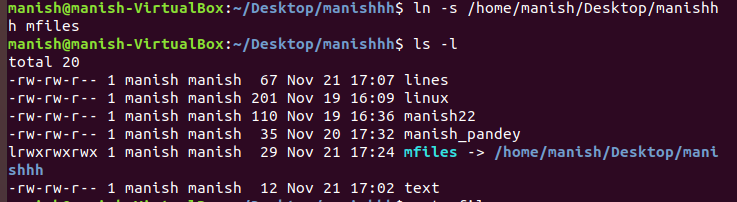 manish@manish-VirtualBox:~/Desktop/manishhh$ ln -s /home/manish/Desktop/manishh
h mfiles
manish@manish-VirtualBox:~/Desktop/manishhh$ ls -l
total 20
-rw-rw-r-- 1 manish manish  67 Nov 21 17:07 lines
-rw-rw-r-- 1 manish manish 201 Nov 19 16:09 linux
-rw-rw-r-- 1 manish manish 110 Nov 19 16:36 manish22
-rw-rw-r-- 1 manish manish  35 Nov 20 17:32 manish_pandey
lrwxrwxrwx 1 manish manish  29 Nov 21 17:24 mfiles -> /home/manish/Desktop/mani
shhh
-rw-rw-r-- 1 manish manish  12 Nov 21 17:02 text